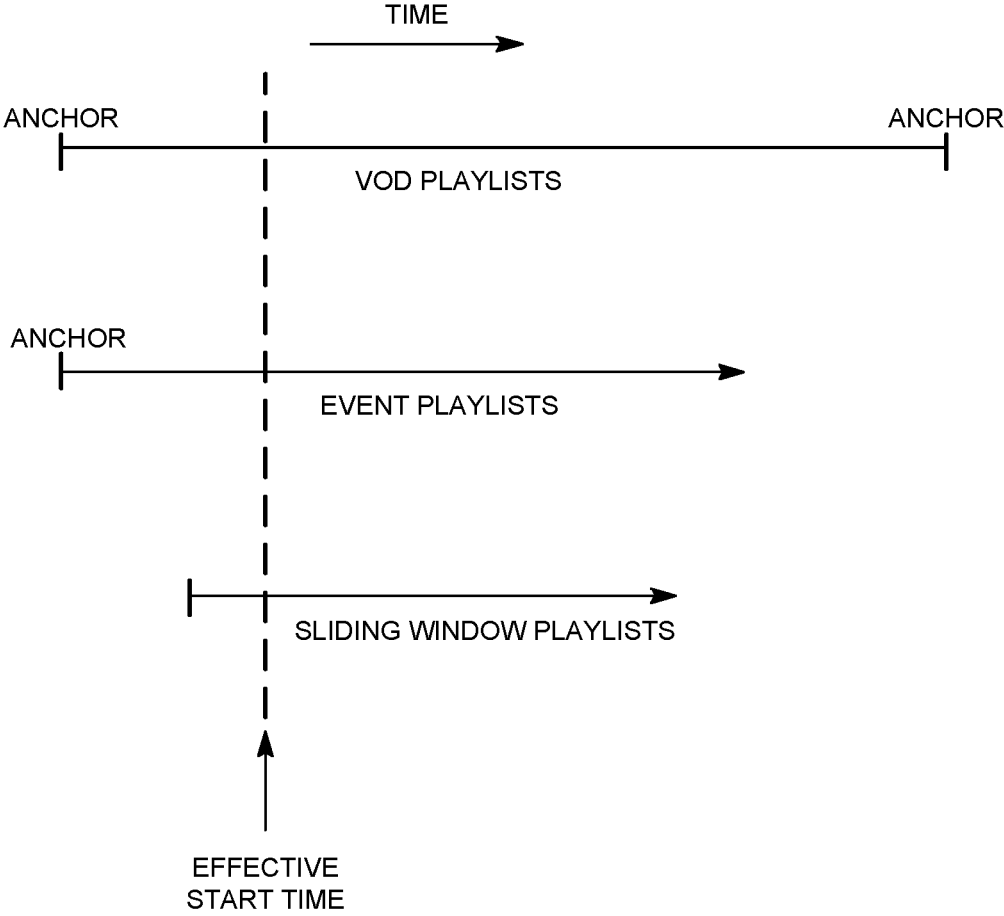 TIME
ANCHOR
ANCHOR
VOD PLAYLISTS
ANCHOR
EVENT PLAYLISTS
SLIDING WINDOW PLAYLISTS
EFFECTIVE
START TIME